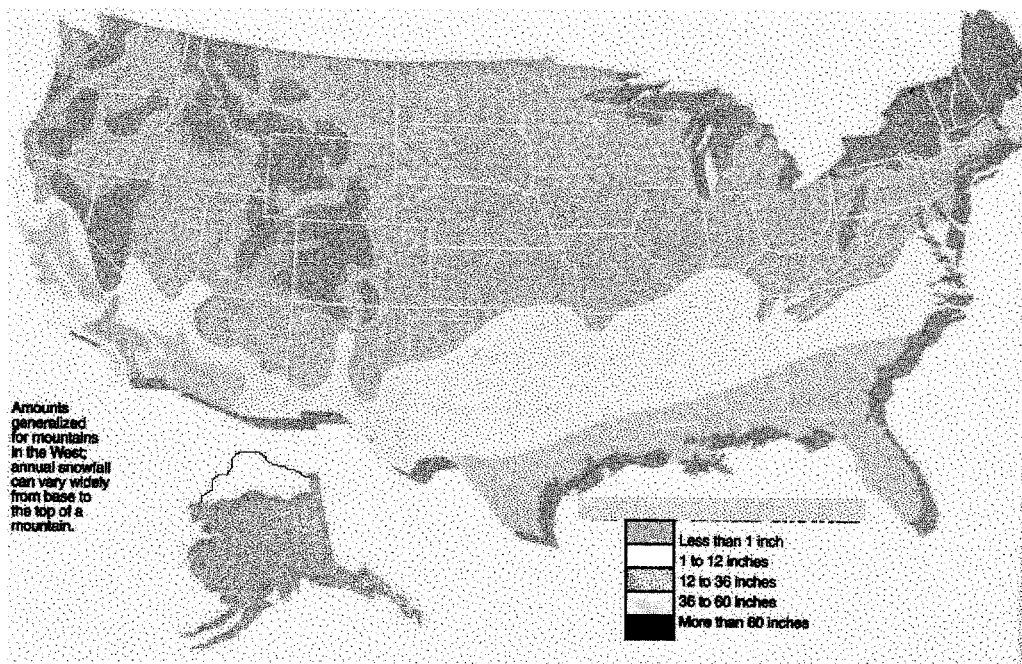 Amounts
generalized
for mountains
in the West;
annual snowfall
can vary widely
from base to
the top of a
mountain.
Less than 1 inch
1 to 12 inches
12 to 36 inches
36 to 60 inches
More than 60 inches